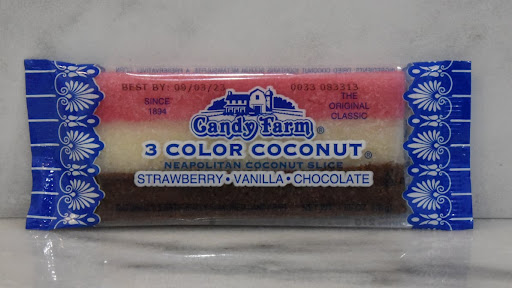 BEST BY: 08/03/23 0033 083313
SINCE
1894
THE
ORIGINAL
CLASSIC
Candy Farm®
3 COLOR COCONUT®
NEAPOLITAN COCONUT SLICE
STRAWBERRY • VANILLA • CHOCOLATE